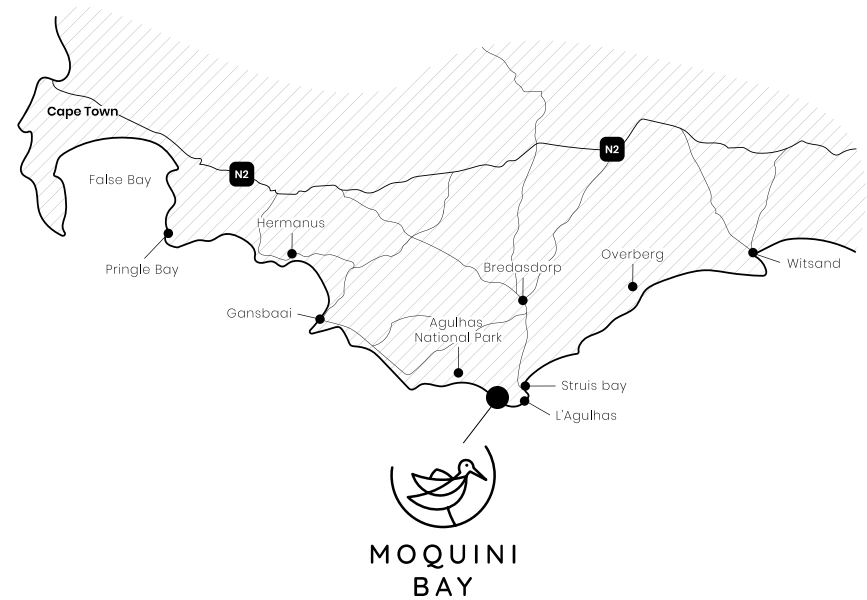 Cape Town
N2
N2
False Bay
Hermanus
Pringle Bay
Bredasdorp
Overberg
Witsand
Gansbaai
Agulhas
National Park
Struis bay
L'Agulhas
MOQUINI
BAY